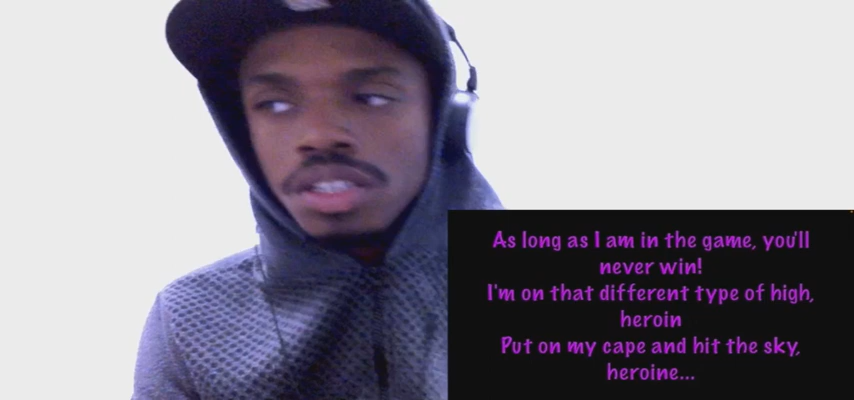 As long as I am in the game, you'll
never win!
I'm on that different type of high,
heroin
Put on my cape and hit the sky,
heroine...